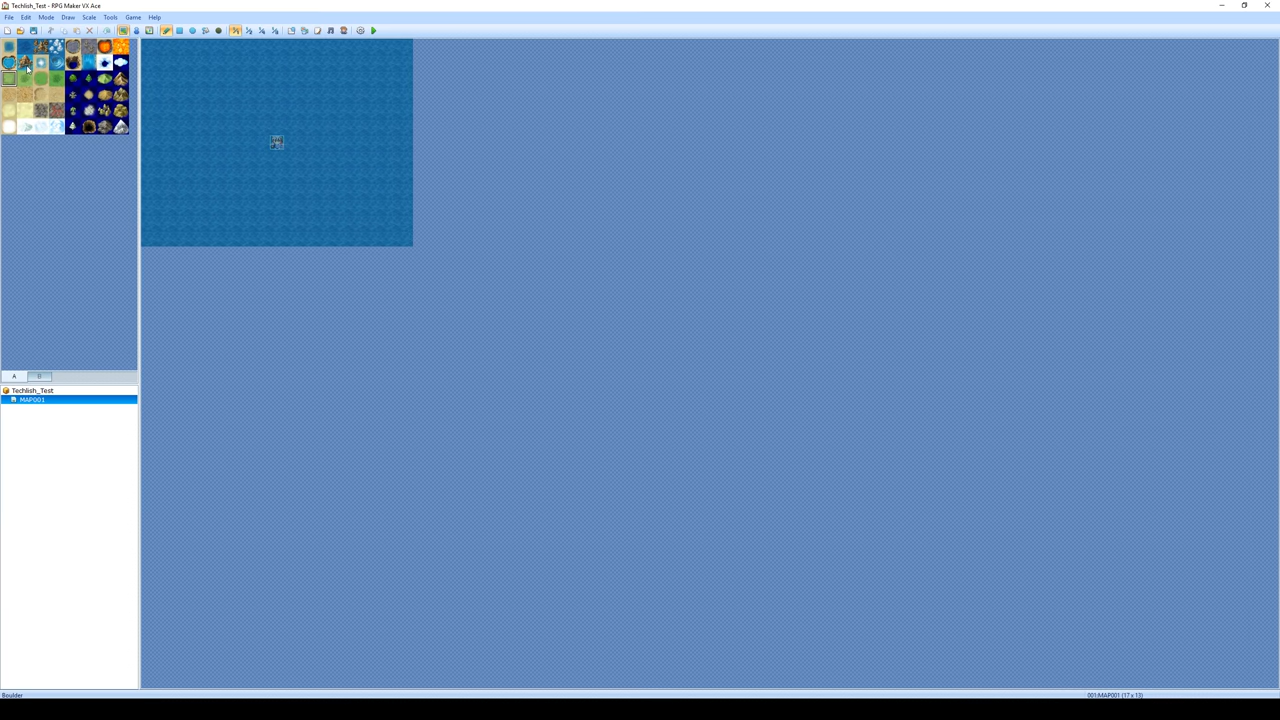 Techlish_Test - RPG Maker VX Ace
File Edit Mode Draw Scale Tools Game Help
A B
Techlish_Test
MAP001
Boulder
001:MAP001 (17 x 13)